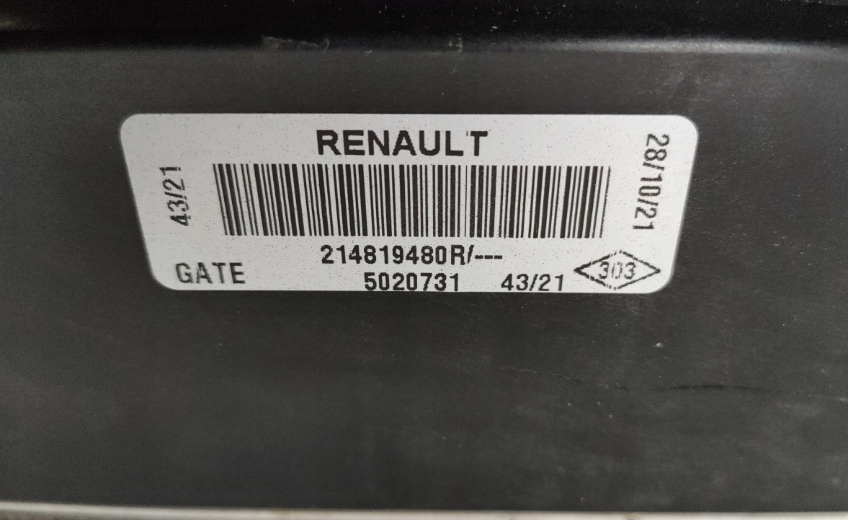 RENAULT
43/21
28/10/21
214819480R/---
GATE
5020731 43/21
303